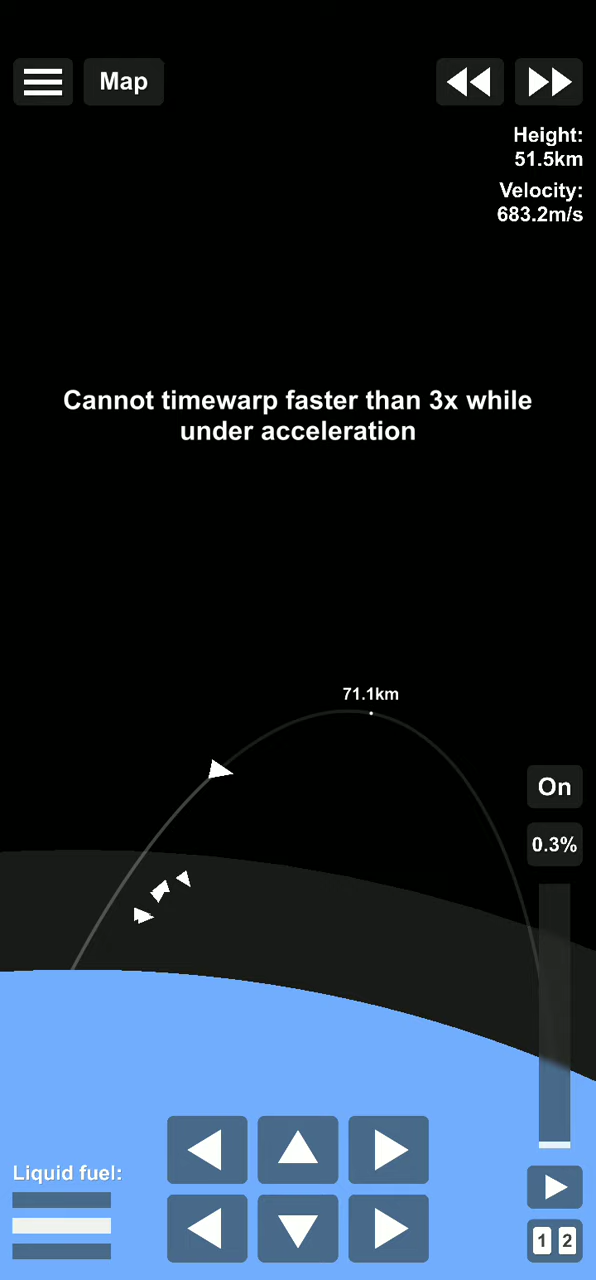 Map
Height:
51.5km
Velocity:
683.2m/s
Cannot timewarp faster than 3x while
under acceleration
71.1km
On
0.3%
Liquid fuel:
1 2